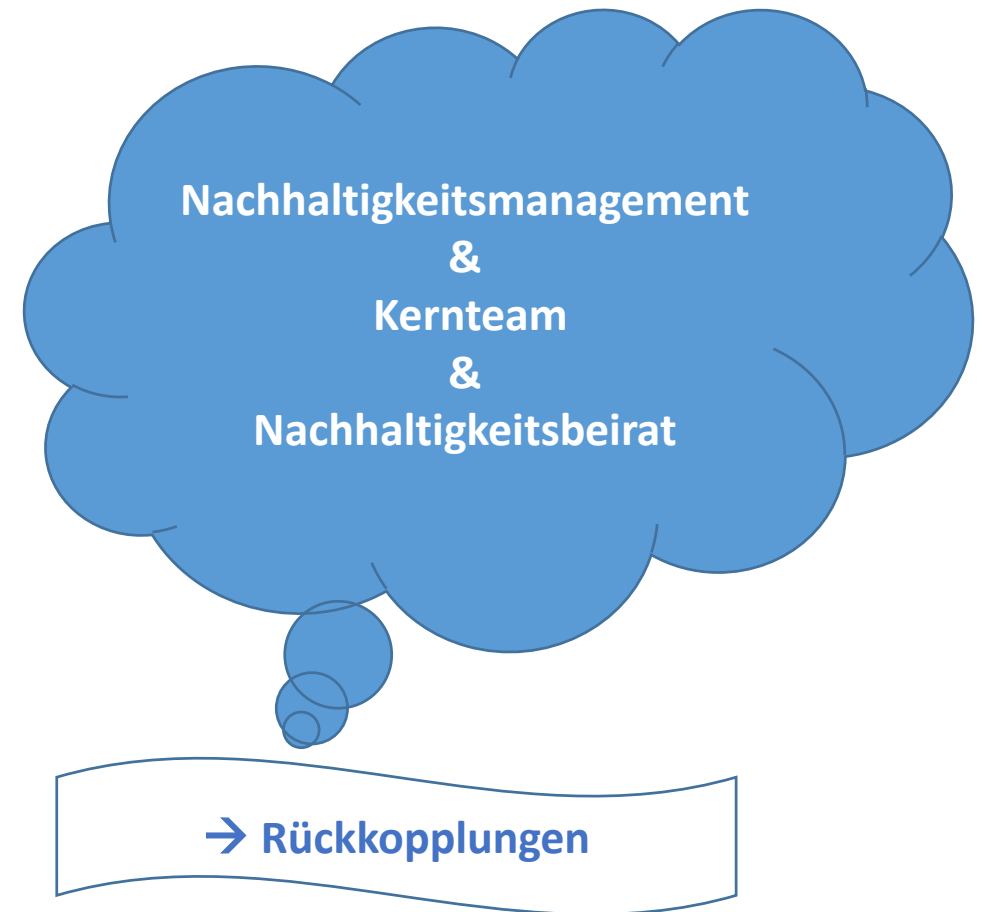 Nachhaltigkeitsmanagement
&
Kernteam
&
Nachhaltigkeitsbeirat
→ Rückkopplungen